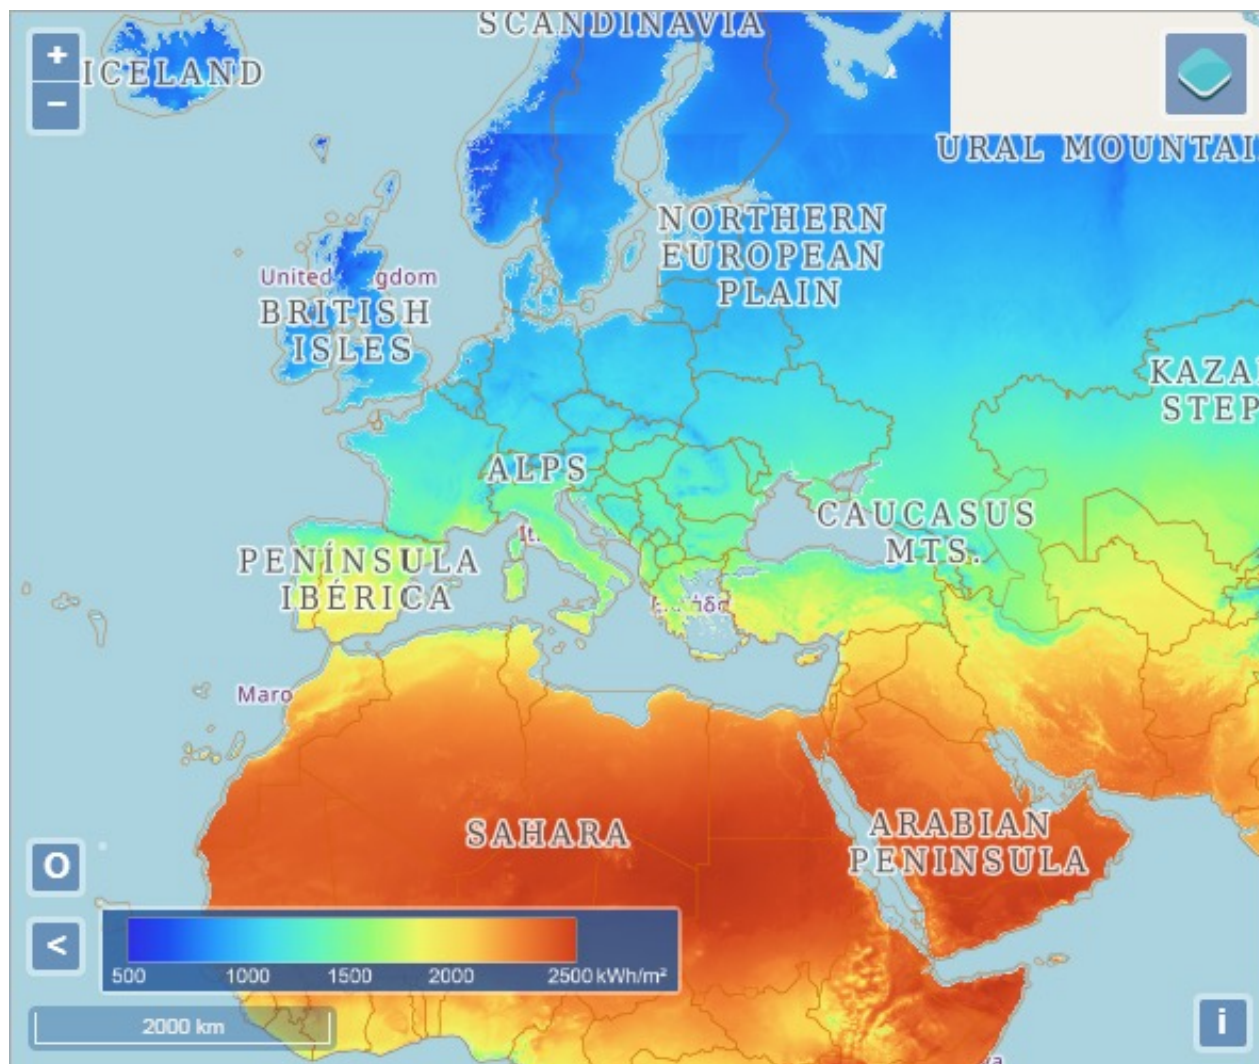 SCANDINAVIA
+
ICELAND
−
URAL MOUNTAI
NORTHERN
EUROPEAN
PLAIN
United gdom
BRITISH
ISLES
KAZA
STEP
ALPS
CAUCASUS
MTS.
It.
PENÍNSULA
IBÉRICA
Maro
SAHARA
ARABIAN
PENINSULA
O
<
500 1000 1500 2000 2500 kWh/m²
2000 km
i